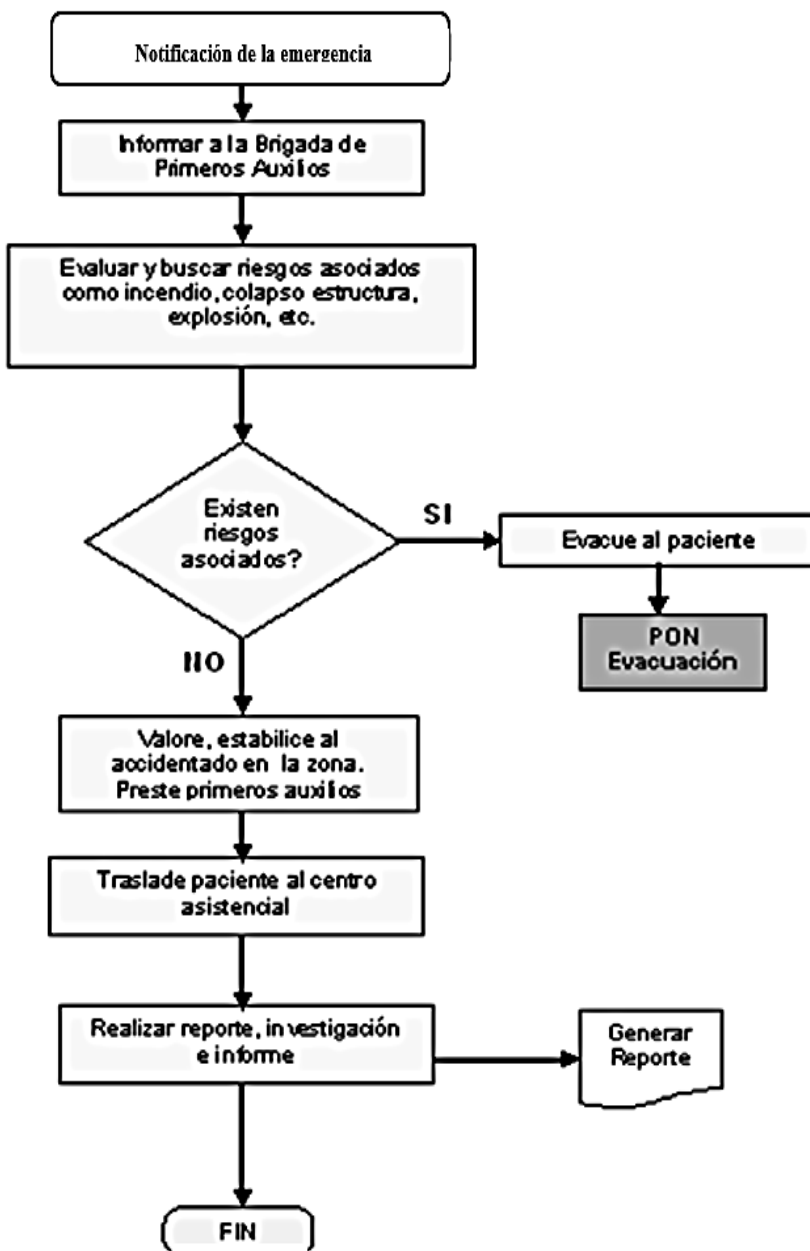 Notificación de la emergencia
Informar a la Brigada de
Primeros Auxilios
Evaluar y buscar riesgos asociados
como incendio, colapso estructura,
explosión, etc.
Existen
riesgos
asociados?
SI
Evacue al paciente
PON
Evacuación
NO
Valore, estabilice al
accidentado en la zona.
Preste primeros auxilios
Traslade paciente al centro
asistencial
Realizar reporte, investigación
e informe
Generar
Reporte
FIN